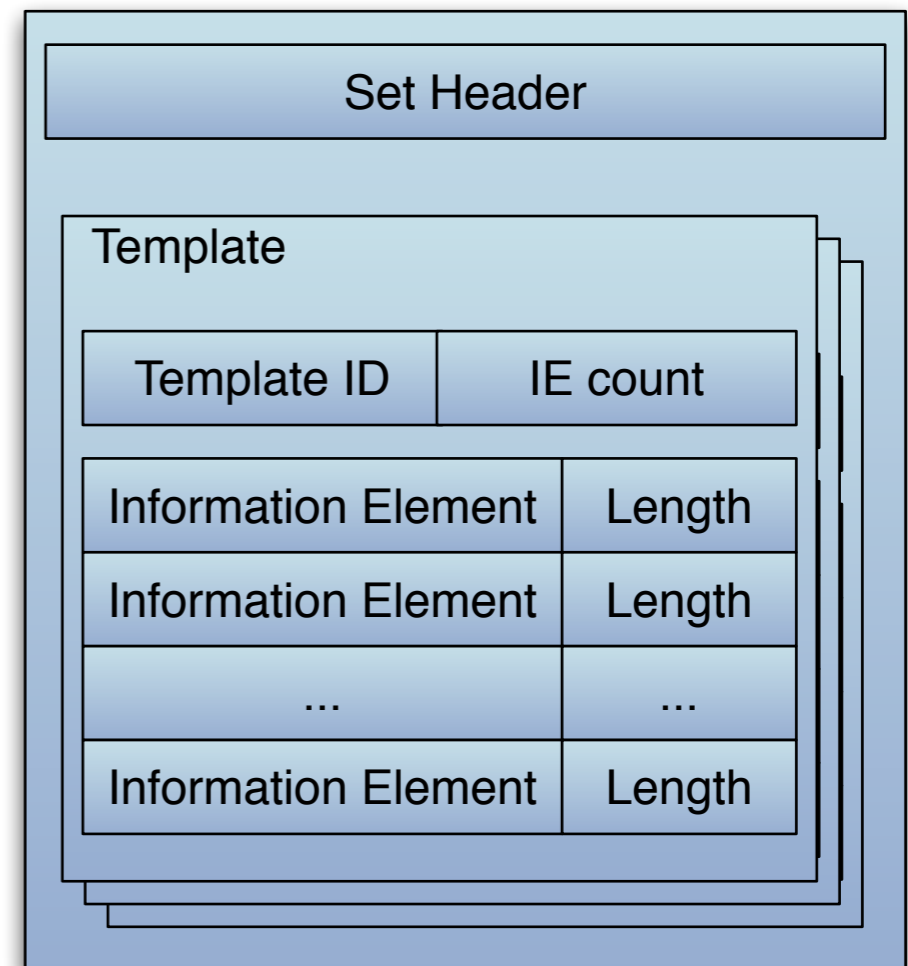 Set Header
Template
Template ID IE count
Information Element Length
Information Element Length
... ...
Information Element Length